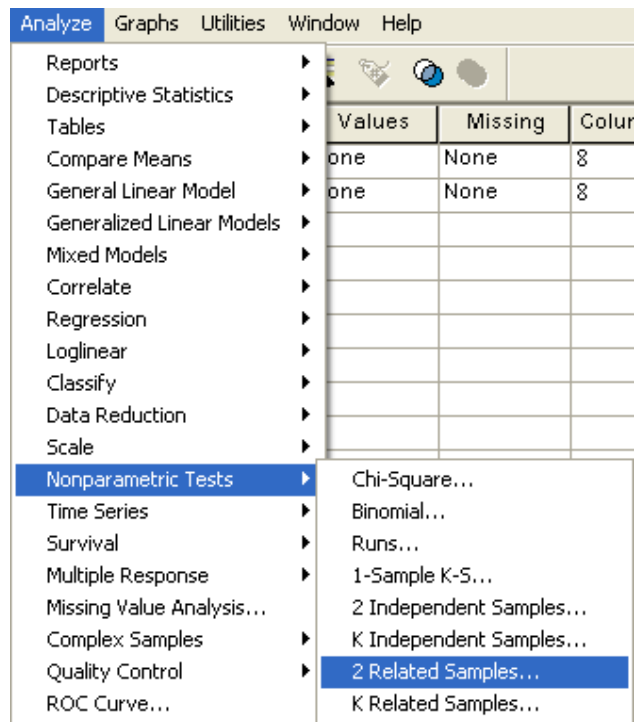 Analyze Graphs Utilities Window Help
Reports
Descriptive Statistics
Tables
Compare Means
General Linear Model
Generalized Linear Models
Mixed Models
Correlate
Regression
Loglinear
Classify
Data Reduction
Scale
Nonparametric Tests
Time Series
Survival
Multiple Response
Missing Value Analysis...
Complex Samples
Quality Control
ROC Curve...
Values Missing Colur
one None 8
one None 8
Chi-Square...
Binomial...
Runs...
1-Sample K-S...
2 Independent Samples...
K Independent Samples...
2 Related Samples...
K Related Samples...